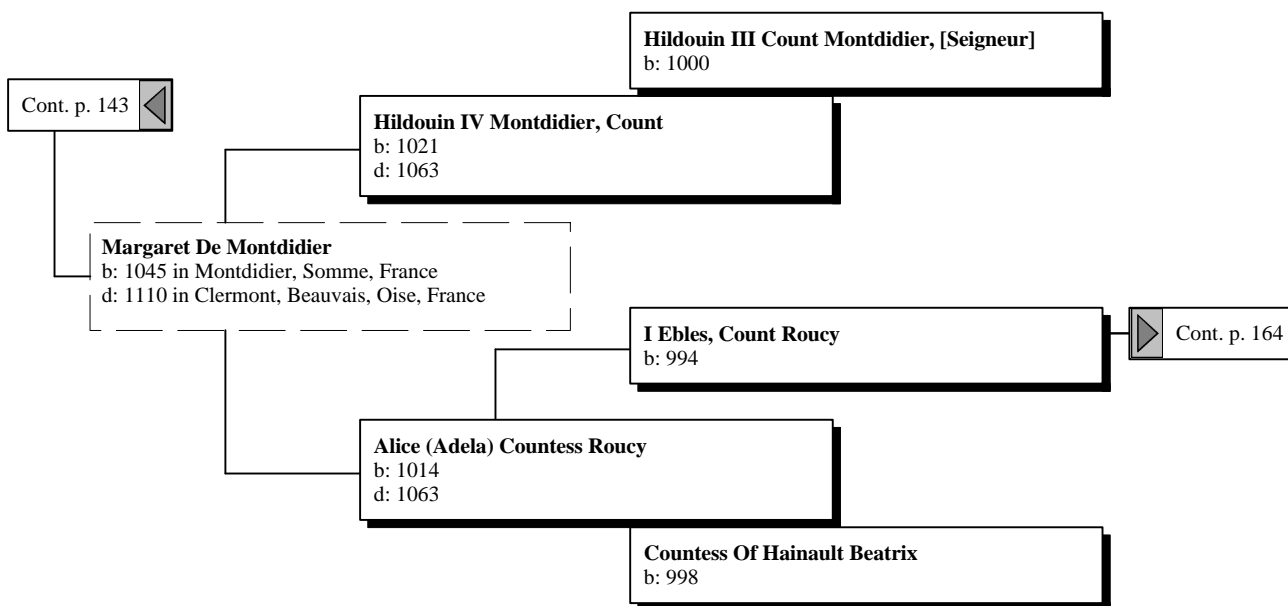 Hildouin III Count Montdidier, [Seigneur]
b: 1000
Cont. p. 143
Hildouin IV Montdidier, Count
b: 1021
d: 1063
Margaret De Montdidier
b: 1045 in Montdidier, Somme, France
d: 1110 in Clermont, Beauvais, Oise, France
I Ebles, Count Roucy
b: 994
Cont. p. 164
Alice (Adela) Countess Roucy
b: 1014
d: 1063
Countess Of Hainault Beatrix
b: 998